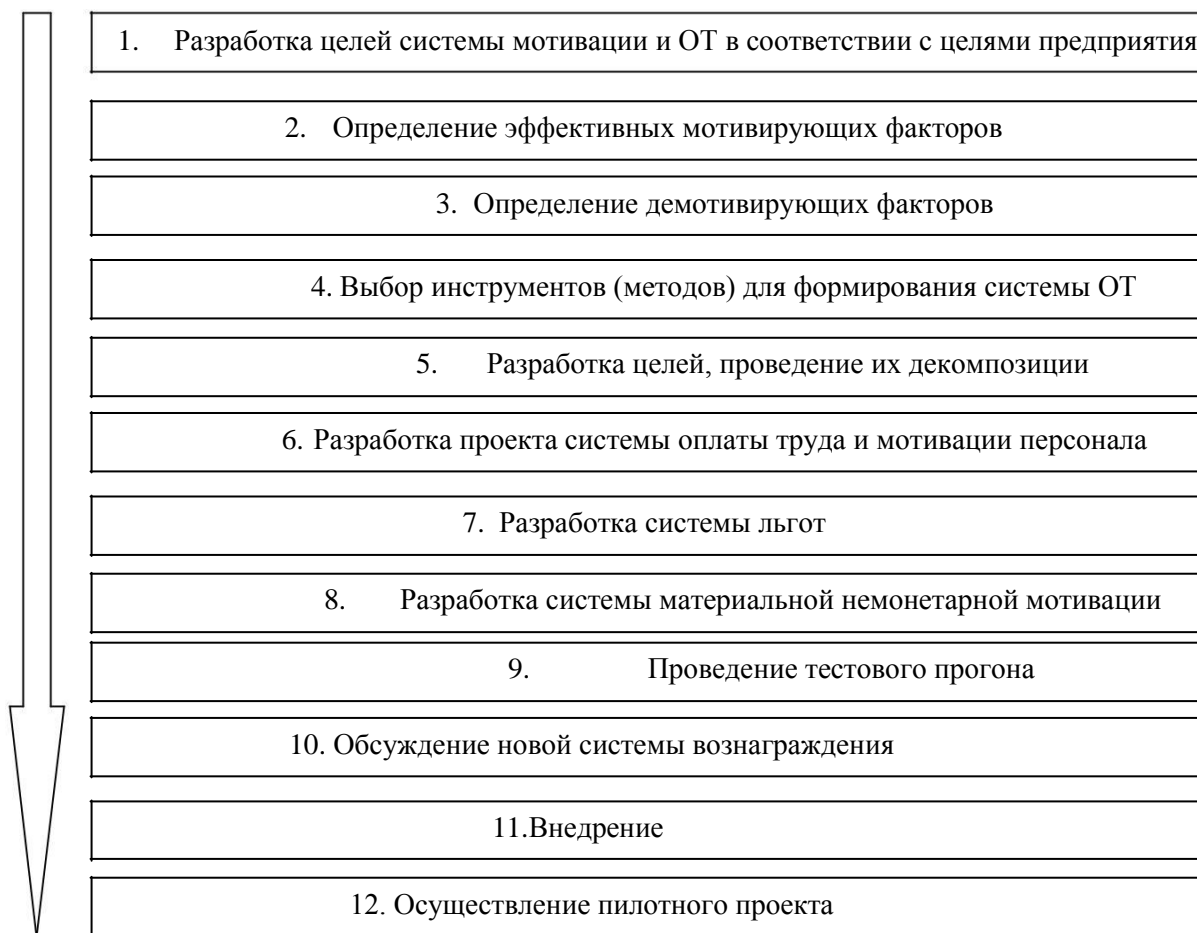 1. Разработка целей системы мотивации и ОТ в соответствии с целями предприятия
2. Определение эффективных мотивирующих факторов
3. Определение демотивирующих факторов
4. Выбор инструментов (методов) для формирования системы ОТ
5. Разработка целей, проведение их декомпозиции
6. Разработка проекта системы оплаты труда и мотивации персонала
7. Разработка системы льгот
8. Разработка системы материальной немонетарной мотивации
9. Проведение тестового прогона
10. Обсуждение новой системы вознаграждения
11.Внедрение
12. Осуществление пилотного проекта